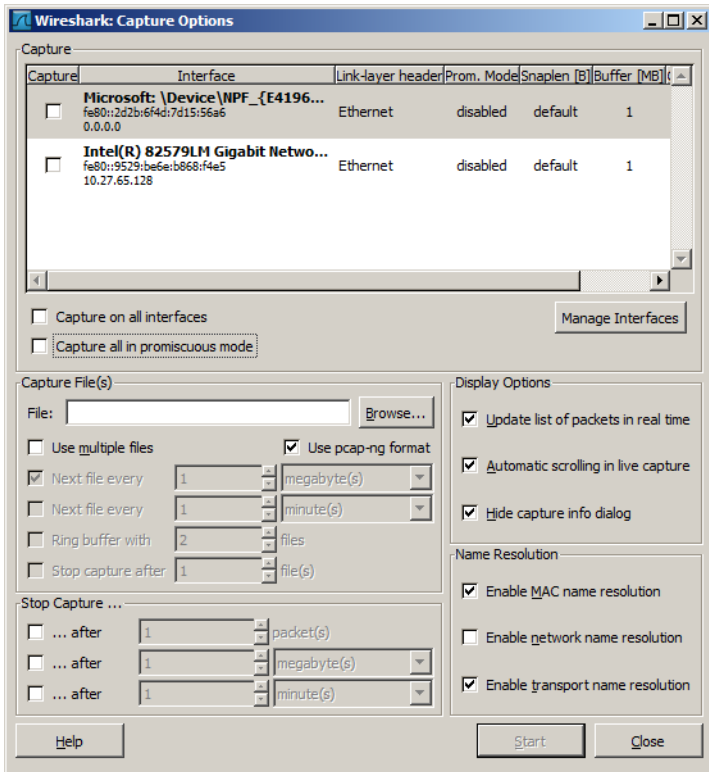 Wireshark: Capture Options
Capture
Capture Interface Link-layer header Prom. Mode Snaplen [B] Buffer [MB]
Microsoft: \Device\NPF_{E4196...
fe80::2d2b:6f4d:7d15:56a6
0.0.0.0
Ethernet disabled default 1
Intel(R) 82579LM Gigabit Netwo...
fe80::9529:be6e:b868:f4e5
10.27.65.128
Ethernet disabled default 1
Capture on all interfaces
Manage Interfaces
Capture all in promiscuous mode
Capture File(s)
File: Browse...
Use multiple files Use pcap-ng format
Next file every 1 megabyte(s)
Next file every 1 minute(s)
Ring buffer with 2 files
Stop capture after 1 file(s)
Stop Capture ...
... after 1 packet(s)
... after 1 megabyte(s)
... after 1 minute(s)
Display Options
Update list of packets in real time
Automatic scrolling in live capture
Hide capture info dialog
Name Resolution
Enable MAC name resolution
Enable network name resolution
Enable transport name resolution
Help Start Close